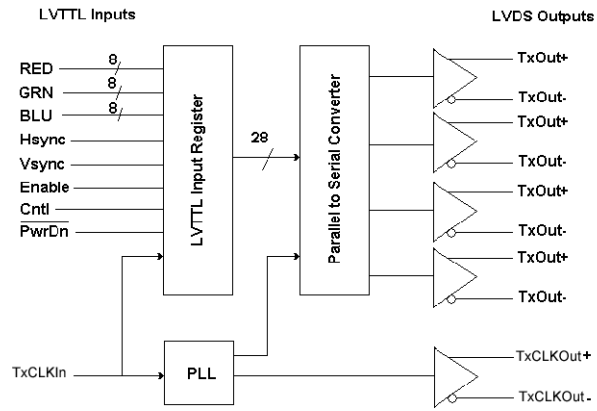 LVTTL Inputs
LVDS Outputs
RED 8
GRN 8
BLU 8
Hsync
Vsync
Enable
Cntl
PwrDn
TxCLKIn
LVTTL Input Register
28
Parallel to Serial Converter
PLL
TxOut+
TxOut-
TxOut+
TxOut-
TxOut+
TxOut-
TxOut+
TxOut-
TxCLKOut+
TxCLKOut-